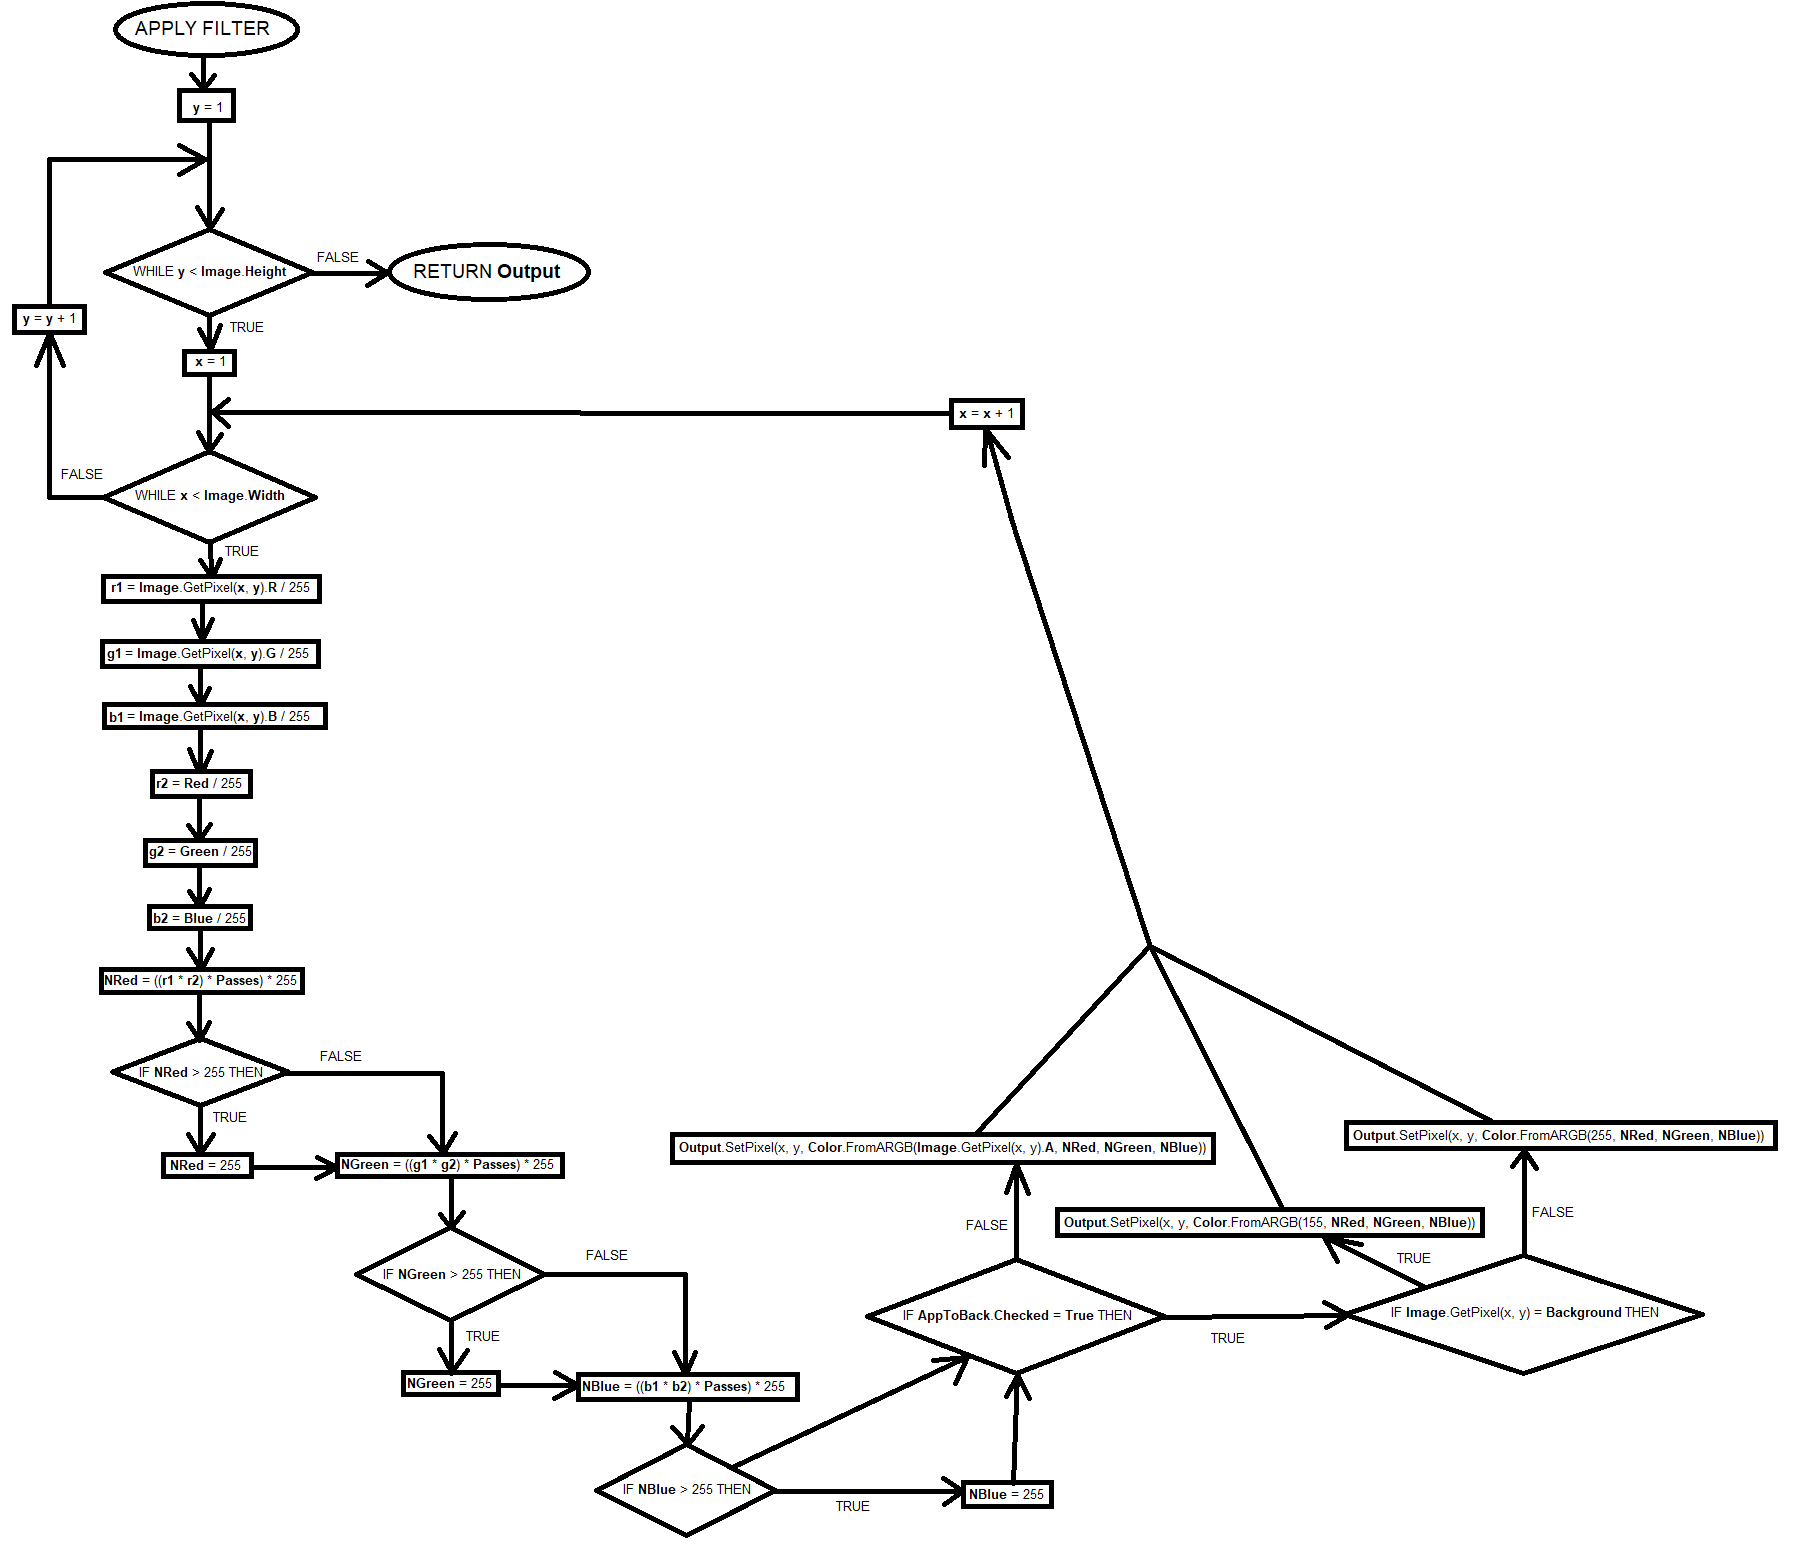 APPLY FILTER
y = 1
WHILE y < Image.Height
FALSE
RETURN Output
TRUE
y = y + 1
x = 1
x = x + 1
FALSE
WHILE x < Image.Width
TRUE
r1 = Image.GetPixel(x, y).R / 255
g1 = Image.GetPixel(x, y).G / 255
b1 = Image.GetPixel(x, y).B / 255
r2 = Red / 255
g2 = Green / 255
b2 = Blue / 255
NRed = ((r1 * r2) * Passes) * 255
IF NRed > 255 THEN
FALSE
TRUE
NRed = 255
NGreen = ((g1 * g2) * Passes) * 255
IF NGreen > 255 THEN
FALSE
TRUE
NGreen = 255
NBlue = ((b1 * b2) * Passes) * 255
IF NBlue > 255 THEN
TRUE
NBlue = 255
IF AppToBack.Checked = True THEN
FALSE
TRUE
Output.SetPixel(x, y, Color.FromARGB(Image.GetPixel(x, y).A, NRed, NGreen, NBlue))
IF Image.GetPixel(x, y) = Background THEN
TRUE
Output.SetPixel(x, y, Color.FromARGB(155, NRed, NGreen, NBlue))
FALSE
Output.SetPixel(x, y, Color.FromARGB(255, NRed, NGreen, NBlue))